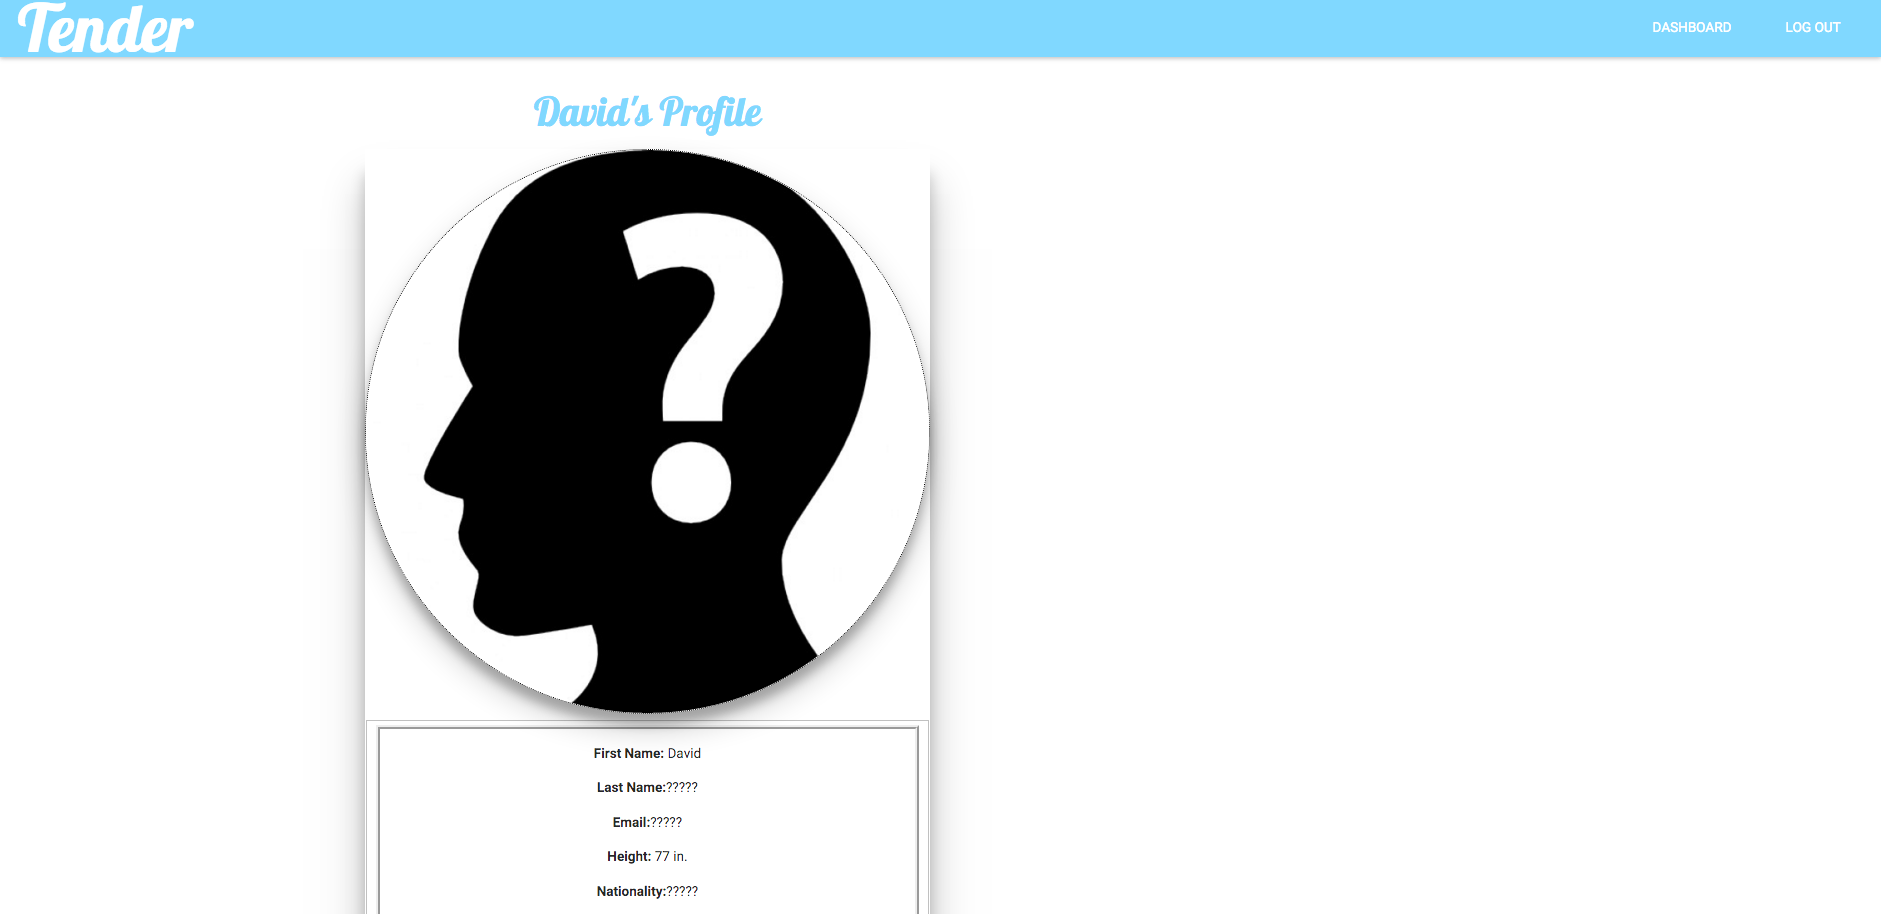 Tender
DASHBOARD
LOG OUT
David's Profile
?
First Name: David
Last Name:?????
Email:?????
Height: 77 in.
Nationality:?????